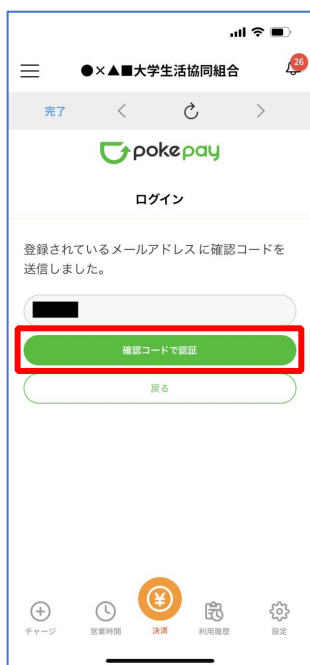 26
●×▲■大学生活協同組合
完了
pokepay
ログイン
登録されているメールアドレスに確認コードを
送信しました。
確認コードで認証
戻る
¥
チャージ
営業時間
決済
利用履歴
設定